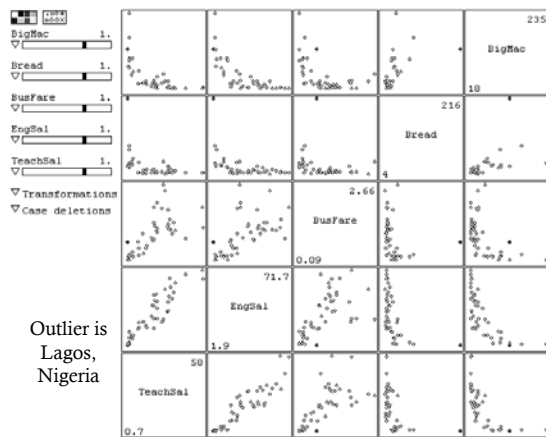 BigMac 1.
Bread 1.
BusFare 1.
EngSal 1.
TeachSal 1.
Transformations
Case deletions
Outlier is
Lagos,
Nigeria
235
BigMac
18
216
Bread
4
2.66
BusFare
0.09
71.7
EngSal
1.9
58
TeachSal
0.7